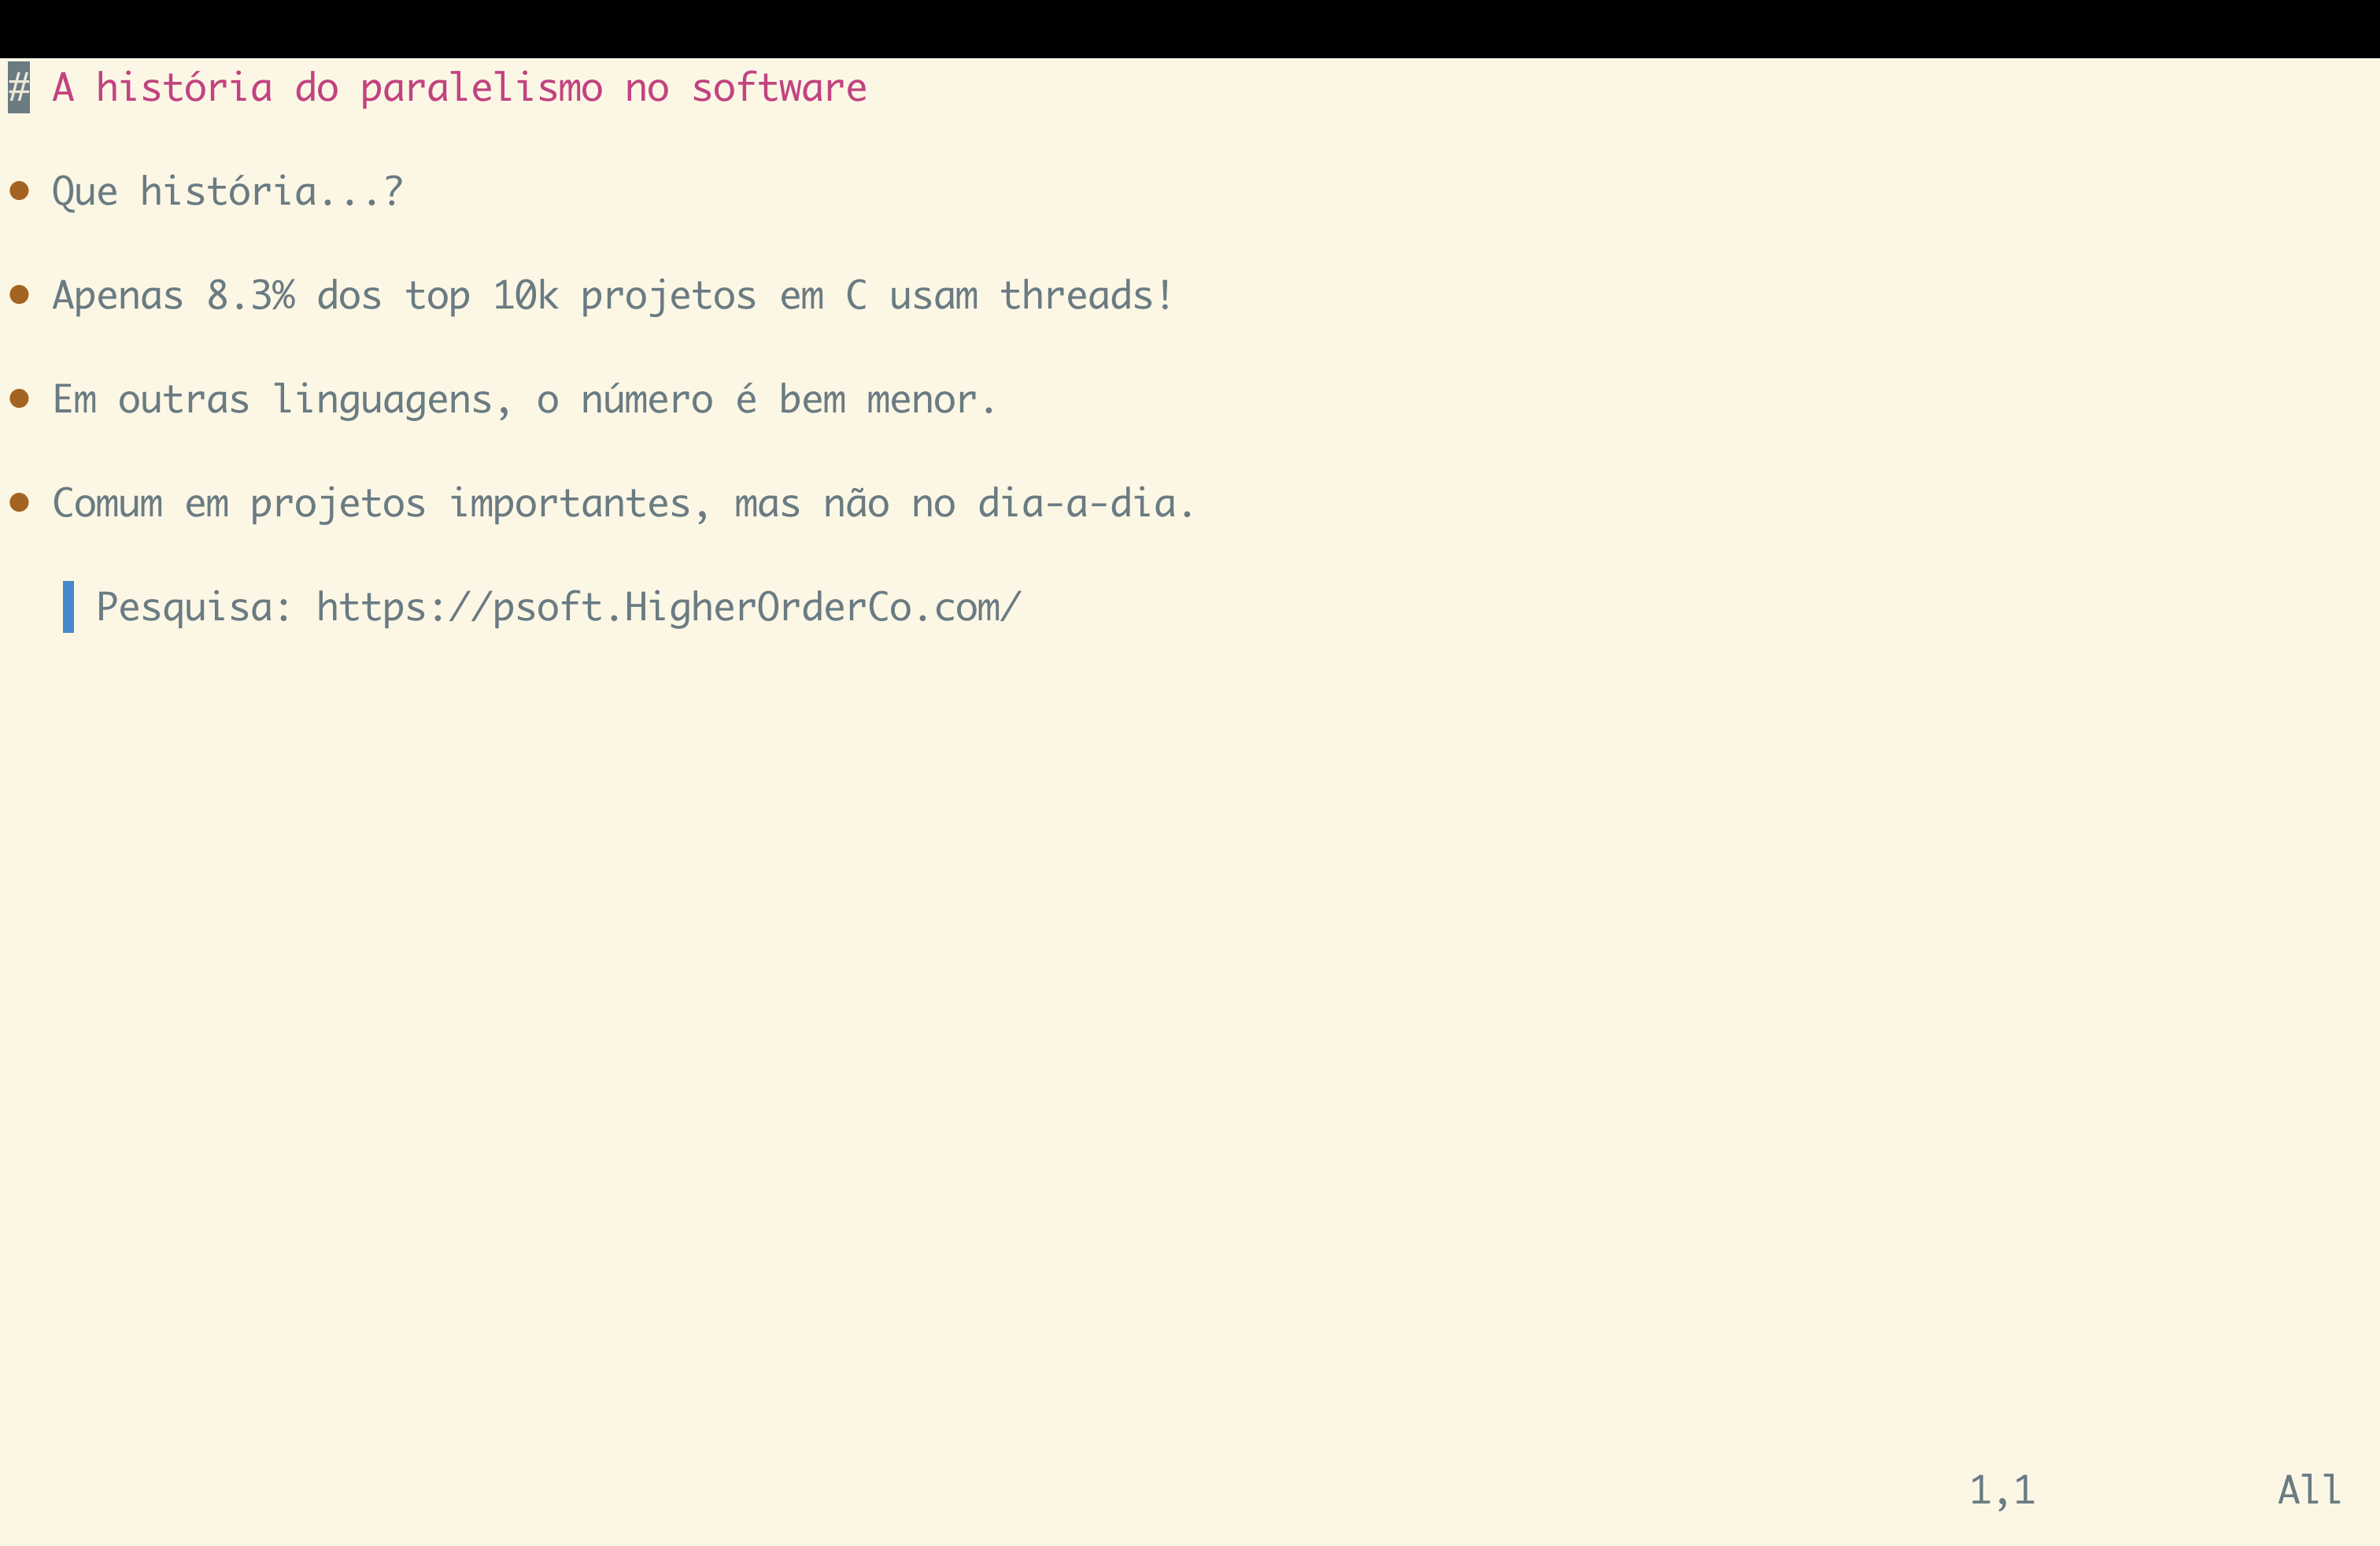 # A história do paralelismo no software
● Que história...?
● Apenas 8.3% dos top 10k projetos em C usam threads!
● Em outras linguagens, o número é bem menor.
● Comum em projetos importantes, mas não no dia-a-dia.
Pesquisa: https://psoft.HigherOrderCo.com/
1,1 All